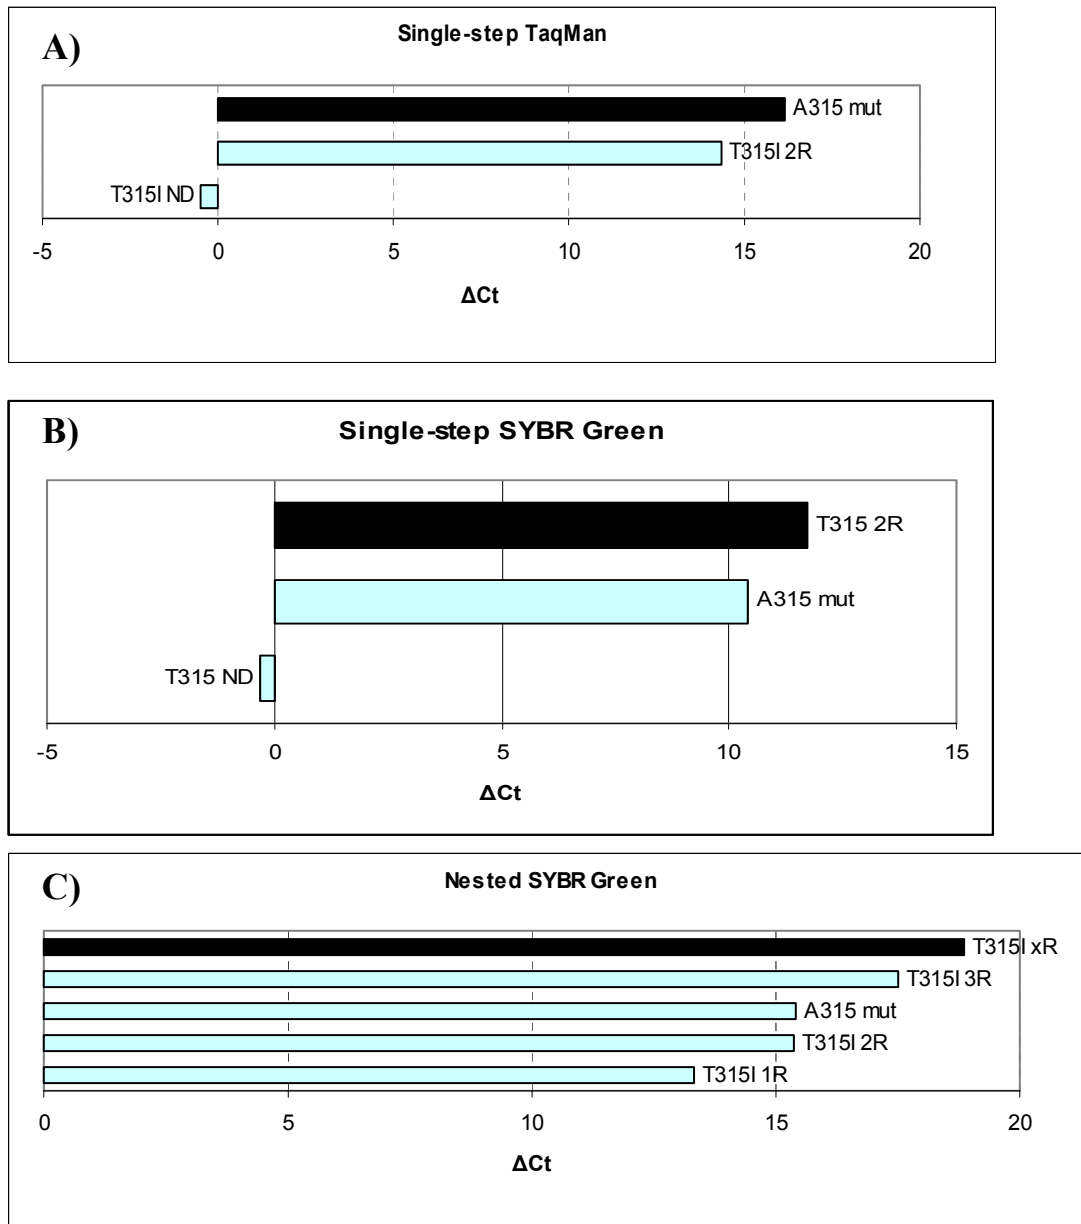 A)
Single-step TaqMan
A315 mut
T315I 2R
T315I ND
-5 0 5 10 15 20
ΔCt
B)
Single-step SYBR Green
T315 2R
A315 mut
T315 ND
-5 0 5 10 15
ΔCt
C)
Nested SYBR Green
T315I xR
T315I 3R
A315 mut
T315I 2R
T315I 1R
0 5 10 15 20
ΔCt